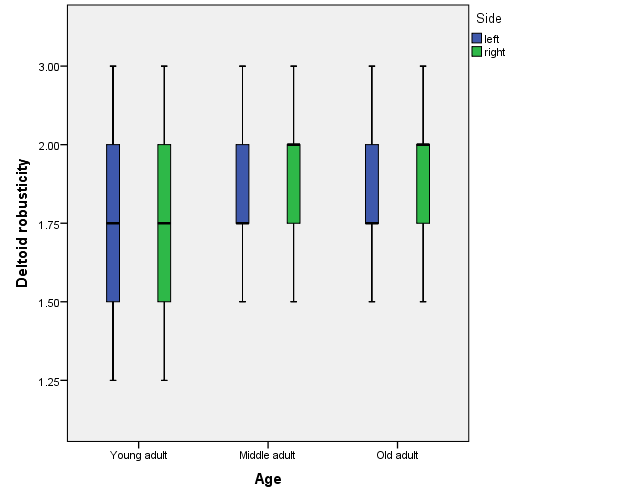 Side
left
right
3.00
2.00
1.75
1.50
1.25
Deltoid robusticity
Young adult
Middle adult
Old adult
Age